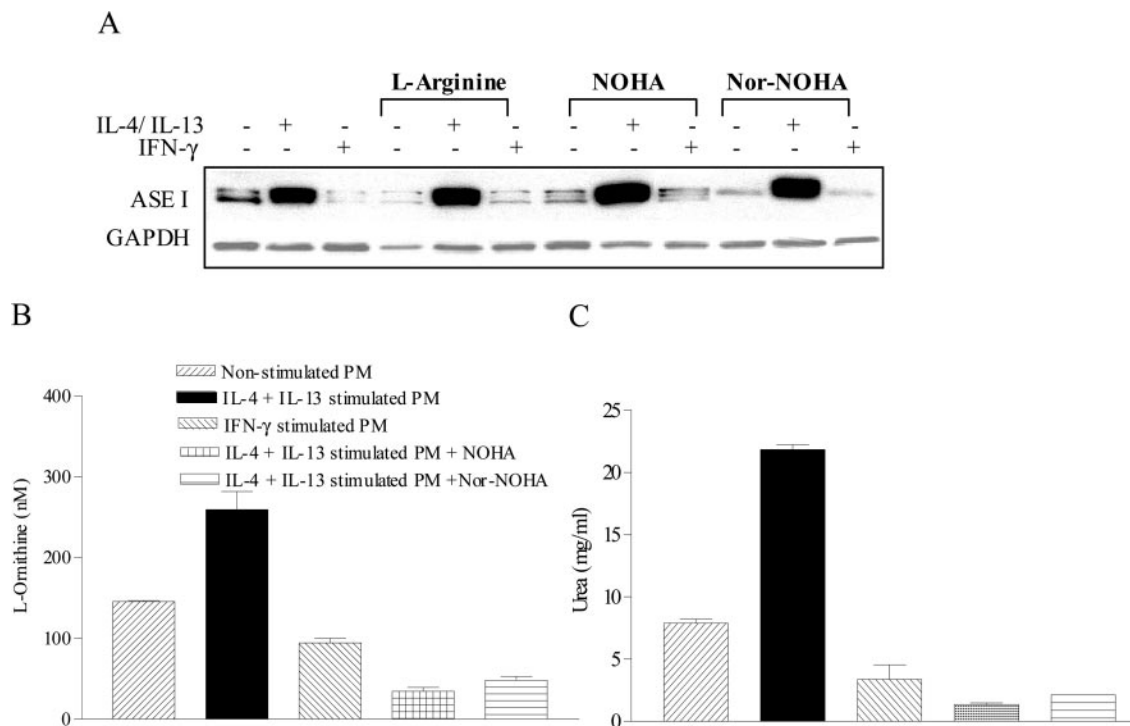 A
L-Arginine NOHA Nor-NOHA
IL-4/ IL-13 - + - - + - - + - - + -
IFN-γ - - + - - + - - + - - +
ASE I
GAPDH
B
C
Non-stimulated PM
IL-4 + IL-13 stimulated PM
IFN-γ stimulated PM
IL-4 + IL-13 stimulated PM + NOHA
IL-4 + IL-13 stimulated PM +Nor-NOHA
L-Ornithine (nM)
400
300
200
100
0
Urea (mg/ml)
25
20
15
10
5
0